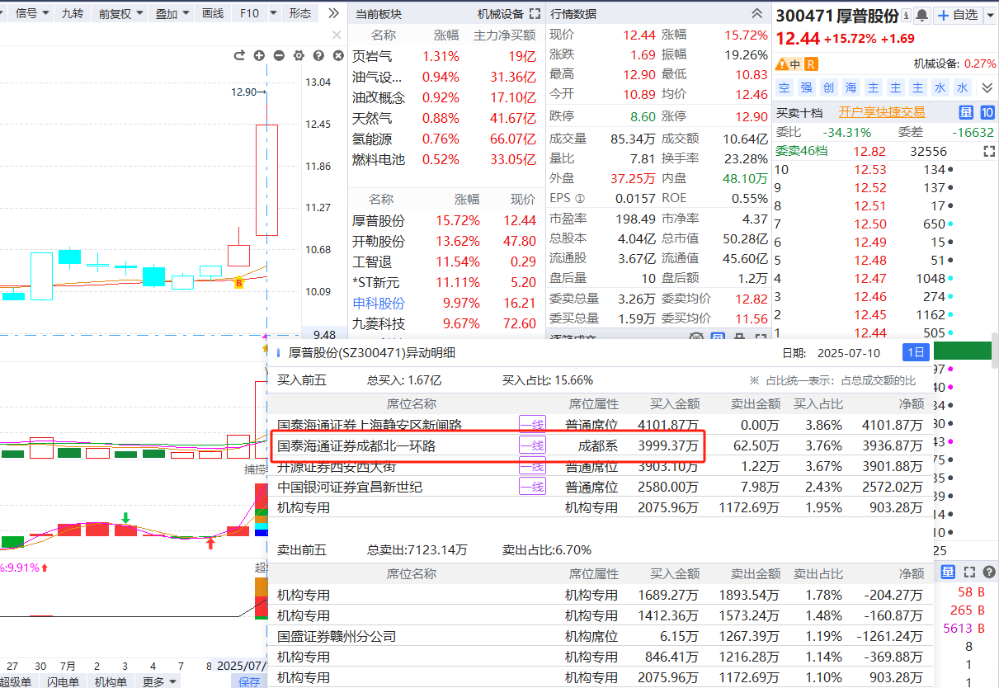 信号 九转 前复权 叠加 画线 F10 形态
12.90→
13.04
12.45
11.86
11.27
10.68
10.09
9.48
B
捕捞
%:9.91%
27 30 7月 2 3 4 7 8 2025/07/
超级单 闪电单 机构单 更多 保存
当前板块 机械设备
名称 涨幅 主力净买额
页岩气 1.31% 19亿
油气设... 0.94% 31.36亿
油改概念 0.92% 17.10亿
天然气 0.88% 41.67亿
氢能源 0.76% 66.07亿
燃料电池 0.52% 33.05亿
名称 涨幅 现价
厚普股份 15.72% 12.44
开勒股份 13.62% 47.80
工智退 11.54% 0.29
*ST新元 11.11% 5.20
申科股份 9.97% 16.21
九菱科技 9.67% 72.60
行情数据
现价 12.44 涨幅 15.72%
涨跌 1.69 振幅 19.26%
最高 12.90 最低 10.83
今开 10.89 均价 12.46
跌停 8.60 涨停 12.90
成交量 85.34万 成交额 10.64亿
量比 7.81 换手率 23.28%
外盘 37.25万 内盘 48.10万
EPS ① 0.0157 ROE 0.55%
市盈率 198.49 市净率 4.37
总股本 4.04亿 总市值 50.28亿
流通股 3.67亿 流通值 45.60亿
盘后量 10 盘后额 1.2万
委卖总量 3.26万 委卖均价 12.82
委买总量 1.59万 委买均价 11.56
300471 厚普股份 自选
12.44 +15.72% +1.69
中 R 机械设备: 0.27%
空 强 创 海 主 主 主 水 水
买卖十档 开户享快捷交易 量 10
委比 -34.31% 委差 -16632
委卖46档 12.82 32556
10 12.53 134
9 12.52 137
8 12.51 17
7 12.50 650
6 12.49 15
5 12.48 51
4 12.47 1048
3 12.46 274
2 12.45 1162
1 12.44 505
厚普股份(SZ300471)异动明细 日期: 2025-07-10 1日
买入前五 总买入: 1.67亿 买入占比: 15.66% ※ 占比统一表示: 占总成交额的比
席位名称 席位属性 买入金额 卖出金额 买入占比 净额
国泰海通证券上海静安区新闸路 一线 普通席位 4101.87万 0.00万 3.86% 4101.87万
国泰海通证券成都北一环路 一线 成都系 3999.37万 62.50万 3.76% 3936.87万
开源证券西安西大街 一线 普通席位 3903.10万 1.22万 3.67% 3901.88万
中国银河证券宜昌新世纪 一线 普通席位 2580.00万 7.98万 2.43% 2572.02万
机构专用 机构专用 2075.96万 1172.69万 1.95% 903.28万
卖出前五 总卖出:7123.14万 卖出占比:6.70%
席位名称 席位属性 买入金额 卖出金额 卖出占比 净额
机构专用 机构专用 1689.27万 1893.54万 1.78% -204.27万
机构专用 机构专用 1412.36万 1573.24万 1.48% -160.87万
国盛证券赣州分公司 机构席位 6.15万 1267.39万 1.19% -1261.24万
机构专用 机构专用 846.41万 1216.28万 1.14% -369.88万
机构专用 机构专用 2075.96万 1172.69万 1.10% 903.28万
量
58 B
265 B
5613 B
8
1
1